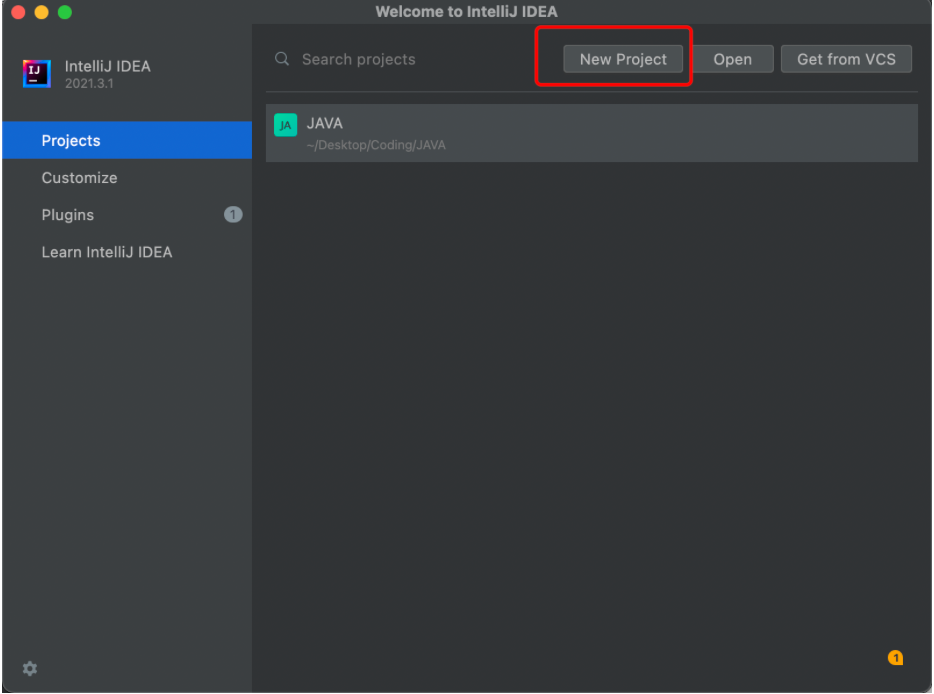 Welcome to IntelliJ IDEA
IJ
IntelliJ IDEA
2021.3.1
Projects
Customize
Plugins
1
Learn IntelliJ IDEA
Search projects
New Project
Open
Get from VCS
JA
JAVA
~/Desktop/Coding/JAVA
1